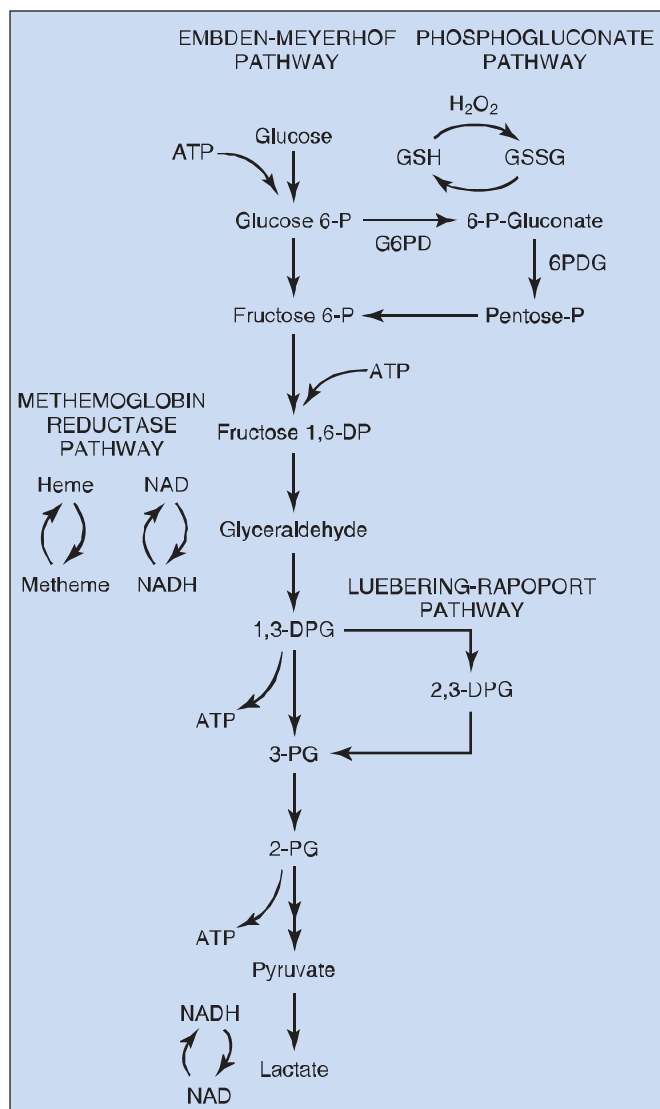 EMBDEN-MEYERHOF
PATHWAY
PHOSPHOGLUCONATE
PATHWAY
H₂O₂
Glucose
ATP
GSH
GSSG
Glucose 6-P
6-P-Gluconate
G6PD
6PDG
Fructose 6-P
Pentose-P
ATP
METHEMOGLOBIN
REDUCTASE
PATHWAY
Fructose 1,6-DP
Heme
NAD
Glyceraldehyde
Metheme
NADH
LUEBERING-RAPOPORT
PATHWAY
1,3-DPG
2,3-DPG
ATP
3-PG
2-PG
ATP
Pyruvate
NADH
Lactate
NAD